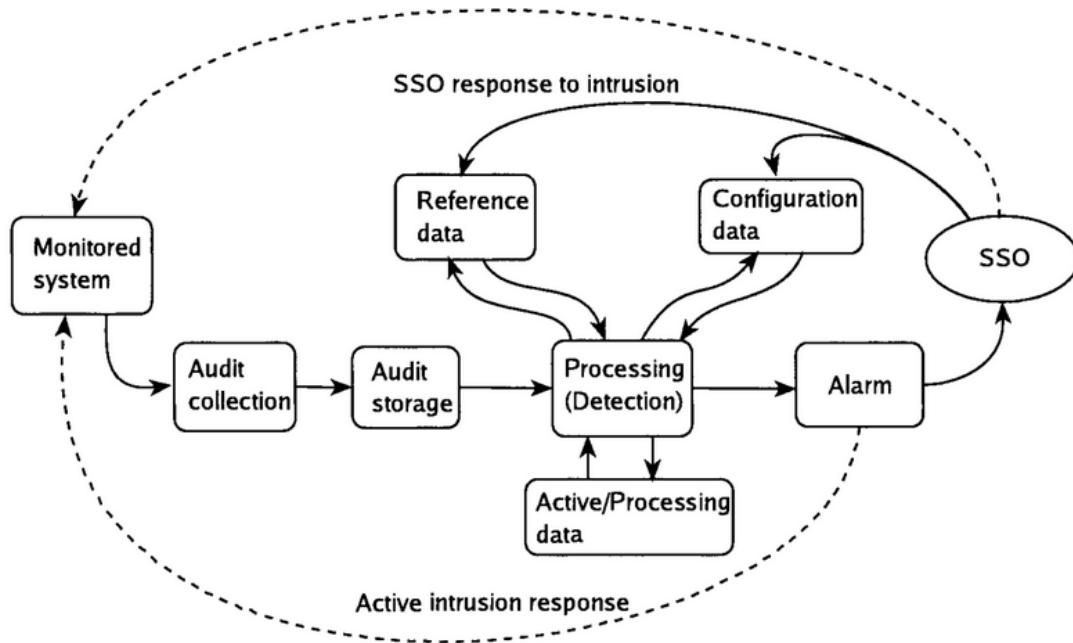 SSO response to intrusion
Reference
data
Configuration
data
Monitored
system
SSO
Audit
collection
Audit
storage
Processing
(Detection)
Alarm
Active/Processing
data
Active intrusion response